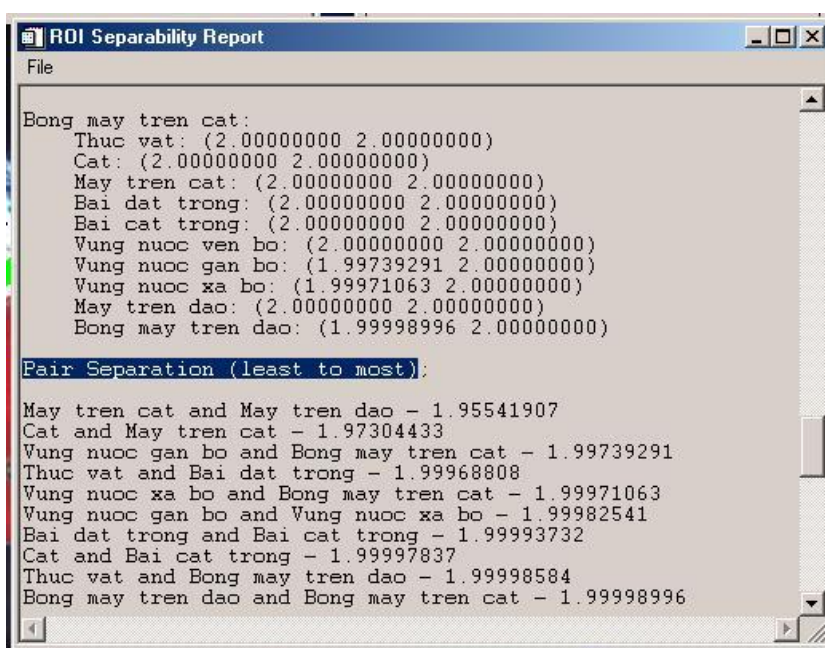 ROI Separability Report
File
Bong may tren cat:
Thuc vat: (2.00000000 2.00000000)
Cat: (2.00000000 2.00000000)
May tren cat: (2.00000000 2.00000000)
Bai dat trong: (2.00000000 2.00000000)
Bai cat trong: (2.00000000 2.00000000)
Vung nuoc ven bo: (2.00000000 2.00000000)
Vung nuoc gan bo: (1.99739291 2.00000000)
Vung nuoc xa bo: (1.99971063 2.00000000)
May tren dao: (2.00000000 2.00000000)
Bong may tren dao: (1.99998996 2.00000000)
Pair Separation (least to most);
May tren cat and May tren dao - 1.95541907
Cat and May tren cat - 1.97304433
Vung nuoc gan bo and Bong may tren cat - 1.99739291
Thuc vat and Bai dat trong - 1.99968808
Vung nuoc xa bo and Bong may tren cat - 1.99971063
Vung nuoc gan bo and Vung nuoc xa bo - 1.99982541
Bai dat trong and Bai cat trong - 1.99993732
Cat and Bai cat trong - 1.99997837
Thuc vat and Bong may tren dao - 1.99998584
Bong may tren dao and Bong may tren cat - 1.99998996